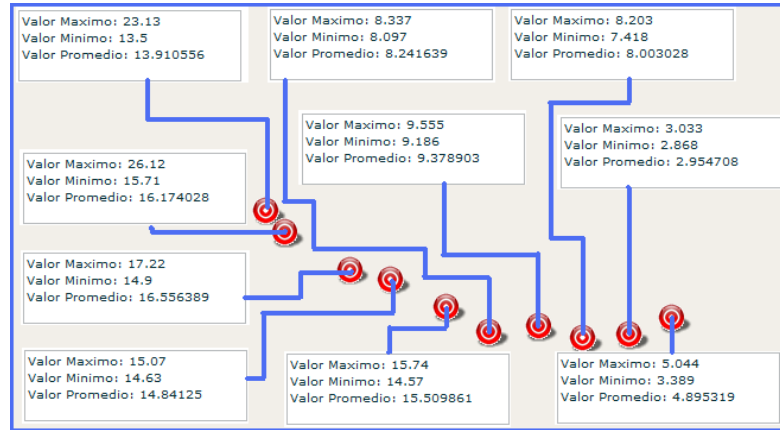 Valor Maximo: 23.13
Valor Minimo: 13.5
Valor Promedio: 13.910556
Valor Maximo: 8.337
Valor Minimo: 8.097
Valor Promedio: 8.241639
Valor Maximo: 8.203
Valor Minimo: 7.418
Valor Promedio: 8.003028
Valor Maximo: 9.555
Valor Minimo: 9.186
Valor Promedio: 9.378903
Valor Maximo: 3.033
Valor Minimo: 2.868
Valor Promedio: 2.954708
Valor Maximo: 26.12
Valor Minimo: 15.71
Valor Promedio: 16.174028
Valor Maximo: 17.22
Valor Minimo: 14.9
Valor Promedio: 16.556389
Valor Maximo: 15.07
Valor Minimo: 14.63
Valor Promedio: 14.84125
Valor Maximo: 15.74
Valor Minimo: 14.57
Valor Promedio: 15.509861
Valor Maximo: 5.044
Valor Minimo: 3.389
Valor Promedio: 4.895319